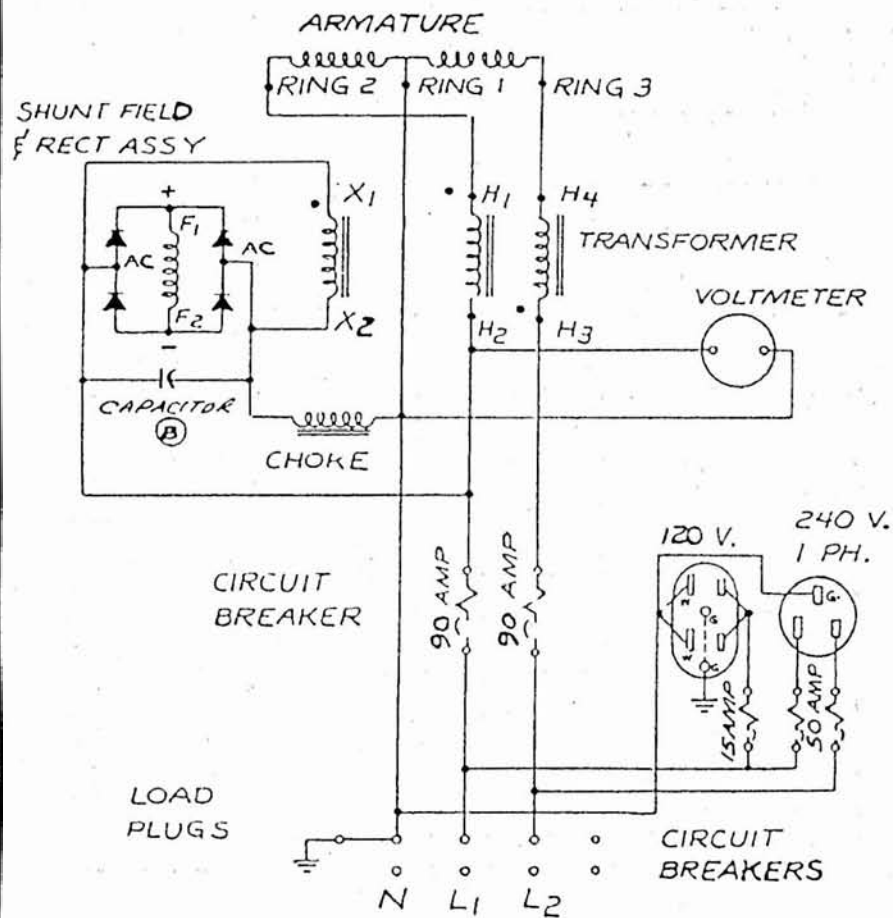 ARMATURE
RING 2
RING 1
RING 3
SHUNT FIELD
& RECT ASSY
+
F1
AC
AC
F2
−
X1
X2
H1
H4
TRANSFORMER
H2
H3
VOLTMETER
CAPACITOR
B
CHOKE
CIRCUIT
BREAKER
90 AMP
90 AMP
120 V.
240 V.
1 PH.
N
N
G
G
G.
15 AMP
50 AMP
LOAD
PLUGS
CIRCUIT
BREAKERS
N
L1
L2